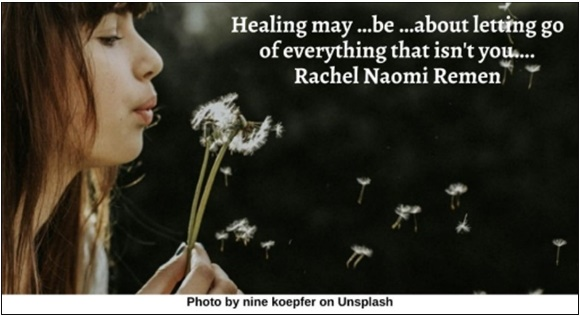 Healing may ...be ...about letting go
of everything that isn't you....
Rachel Naomi Remen
Photo by nine koepfer on Unsplash